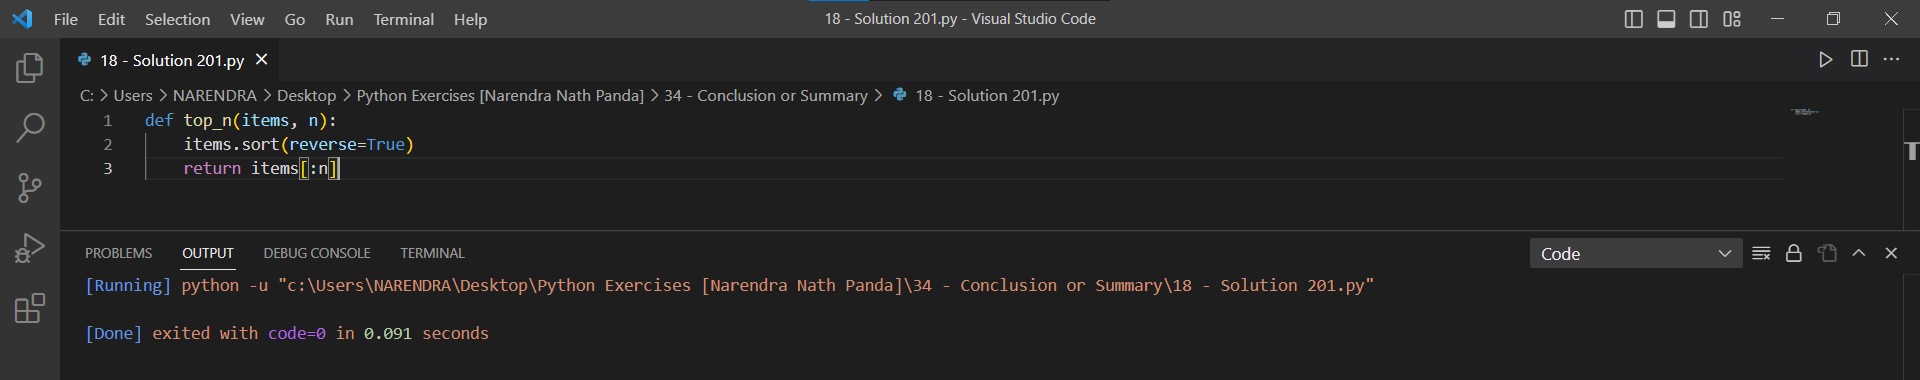 File Edit Selection View Go Run Terminal Help 18 - Solution 201.py - Visual Studio Code
18 - Solution 201.py
C: > Users > NARENDRA > Desktop > Python Exercises [Narendra Nath Panda] > 34 - Conclusion or Summary > 18 - Solution 201.py
1 def top_n(items, n):
2     items.sort(reverse=True)
3     return items[:n]
PROBLEMS OUTPUT DEBUG CONSOLE TERMINAL Code
[Running] python -u "c:\Users\NARENDRA\Desktop\Python Exercises [Narendra Nath Panda]\34 - Conclusion or Summary\18 - Solution 201.py"
[Done] exited with code=0 in 0.091 seconds